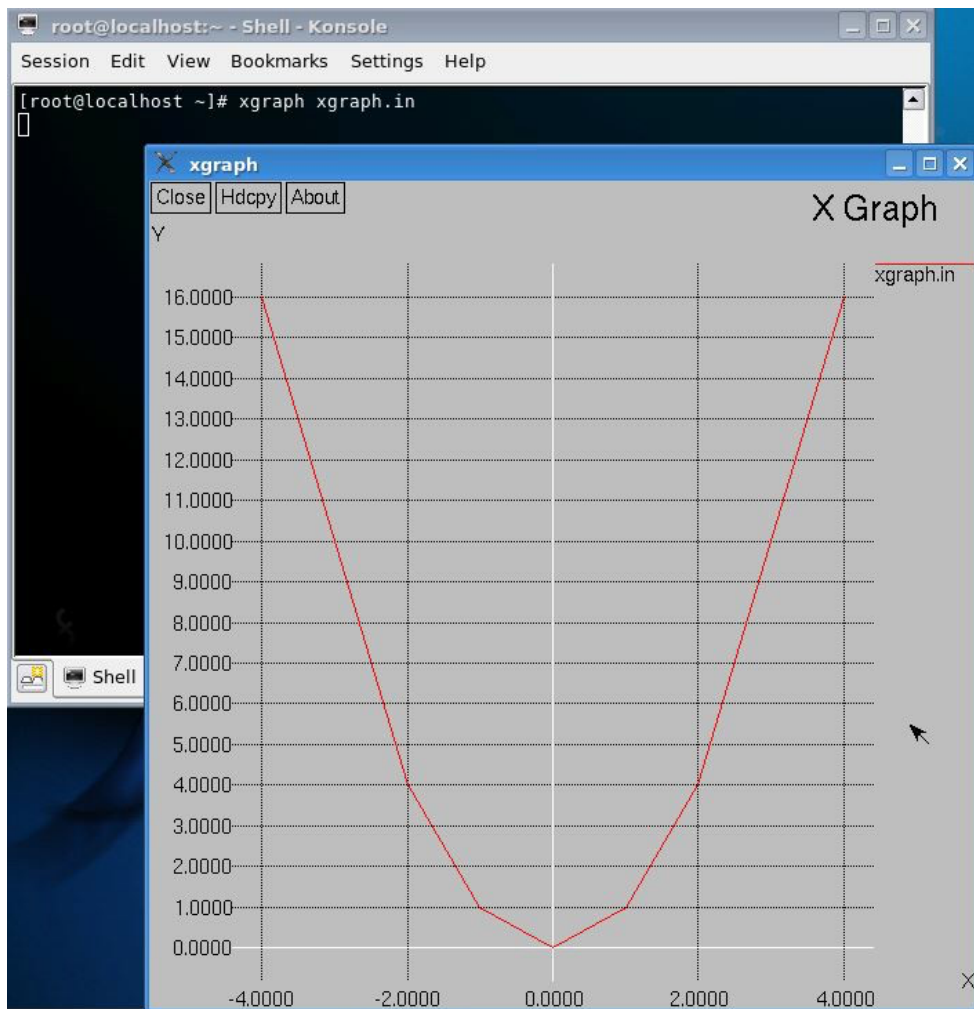 root@localhost:~ - Shell - Konsole
Session Edit View Bookmarks Settings Help
[root@localhost ~]# xgraph xgraph.in
xgraph
Close Hdcpy About
X Graph
Y
xgraph.in
16.0000
15.0000
14.0000
13.0000
12.0000
11.0000
10.0000
9.0000
8.0000
7.0000
6.0000
5.0000
4.0000
3.0000
2.0000
1.0000
0.0000
X
-4.0000 -2.0000 0.0000 2.0000 4.0000
Shell